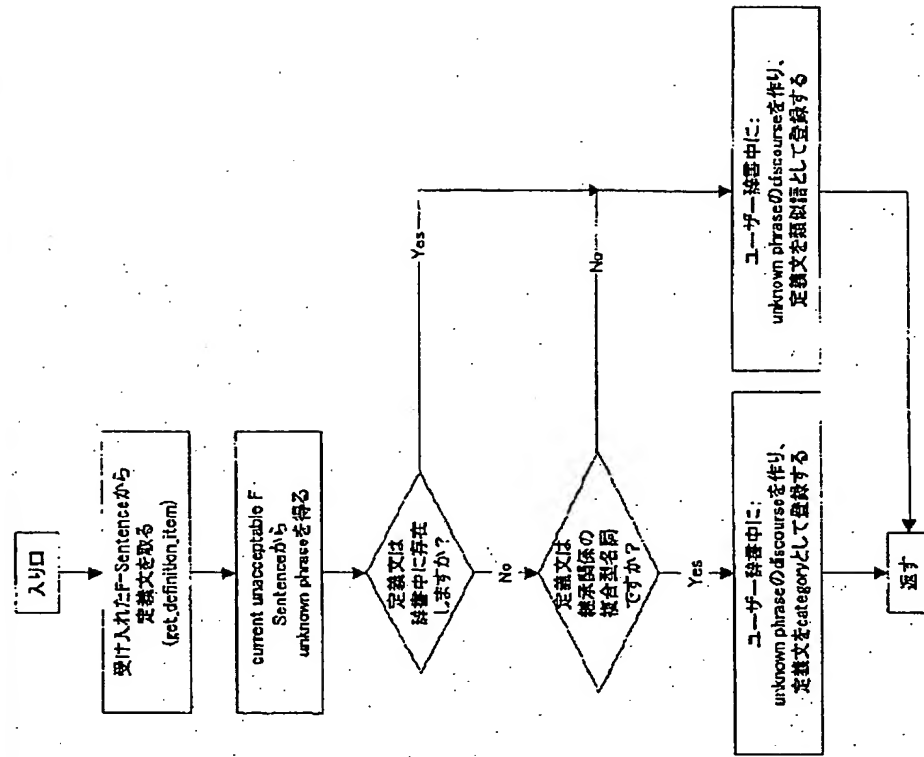 入り口
受け入れたF-Sentenceから
定義文を取る
(get_definition_item)
current unacceptable F
Sentenceから
unknown phraseを得る
定義文は
辞書中に存在
しますか?
Yes
No
定義文は
継承関係の
複合型名詞
ですか?
No
Yes
ユーザー辞書中に:
unknown phraseのdiscourseを作り、
定義文をcategoryとして登録する
ユーザー辞書中に:
unknown phraseのdiscourseを作り、
定義文を類似語として登録する
返す